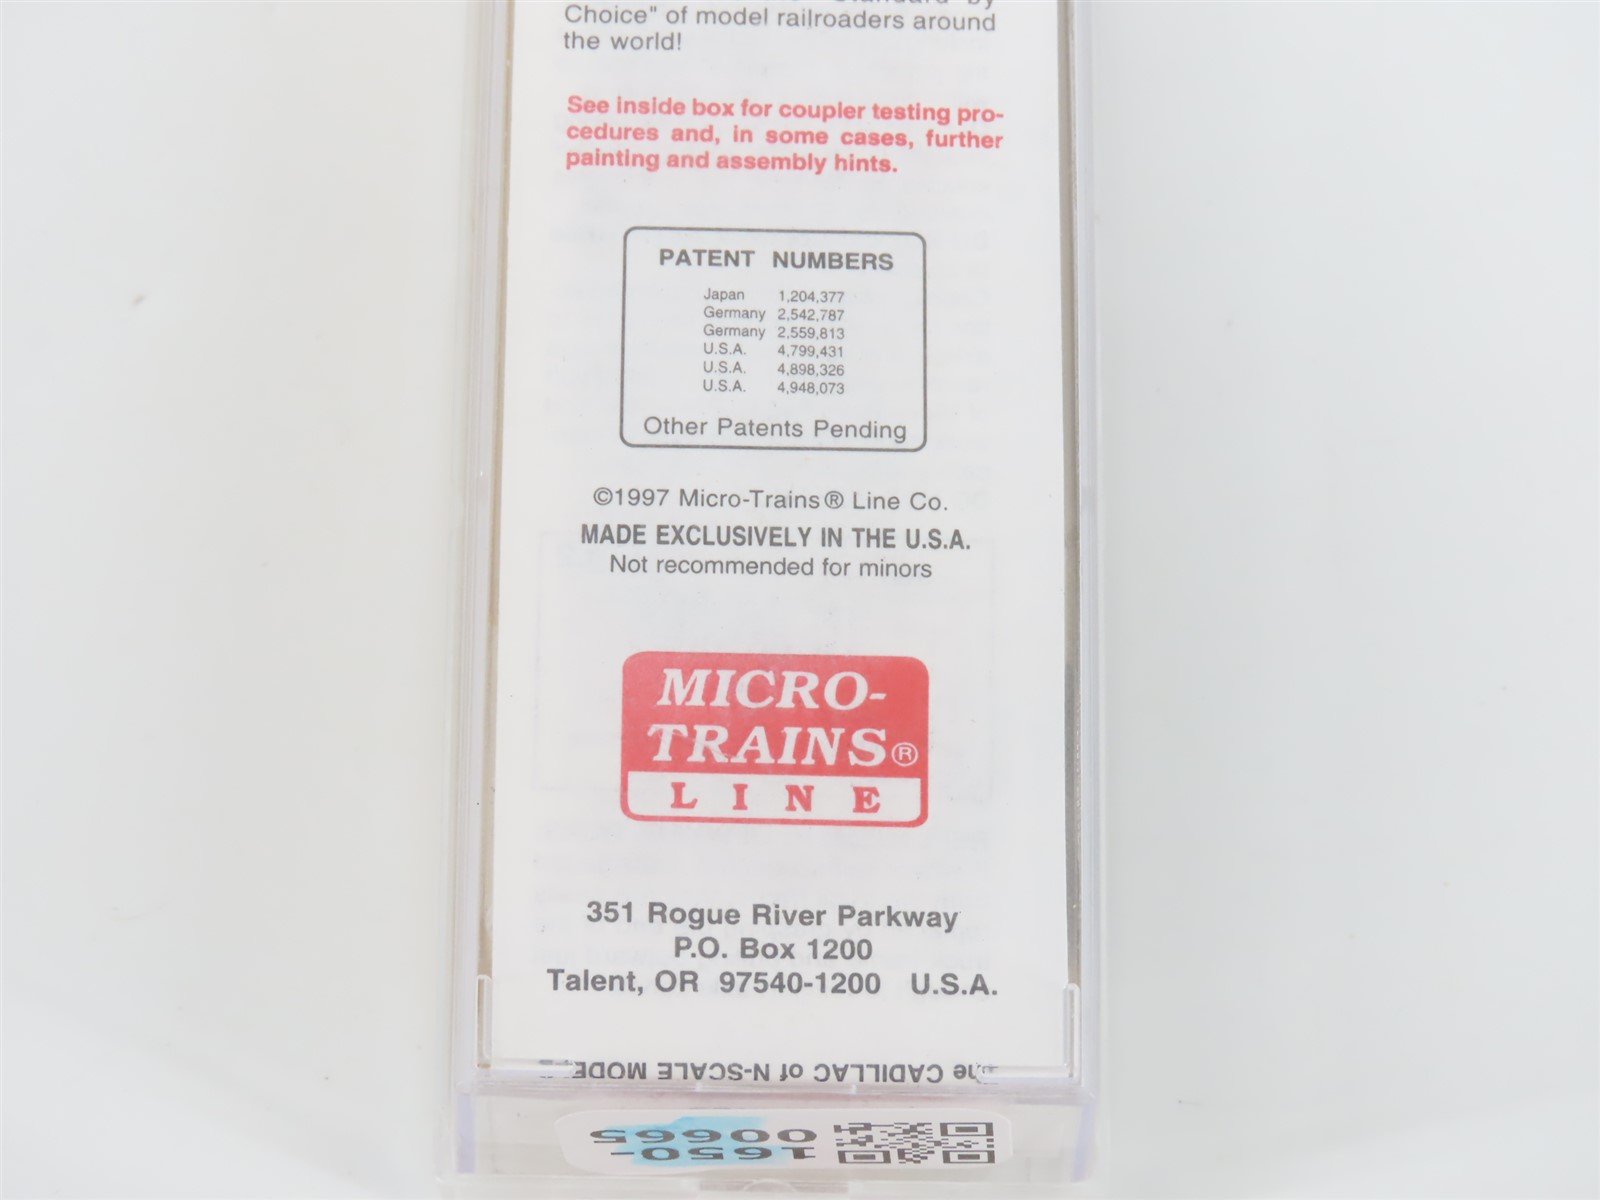 Standard by
Choice" of model railroaders around
the world!
See inside box for coupler testing pro-
cedures and, in some cases, further
painting and assembly hints.
PATENT NUMBERS
Japan 1,204,377
Germany 2,542,787
Germany 2,559,813
U.S.A. 4,799,431
U.S.A. 4,898,326
U.S.A. 4,948,073
Other Patents Pending
©1997 Micro-Trains® Line Co.
MADE EXCLUSIVELY IN THE U.S.A.
Not recommended for minors
MICRO-
TRAINS®
LINE
351 Rogue River Parkway
P.O. Box 1200
Talent, OR 97540-1200 U.S.A.
The CADILLAC of N-SCALE MODELS
1650-
00665